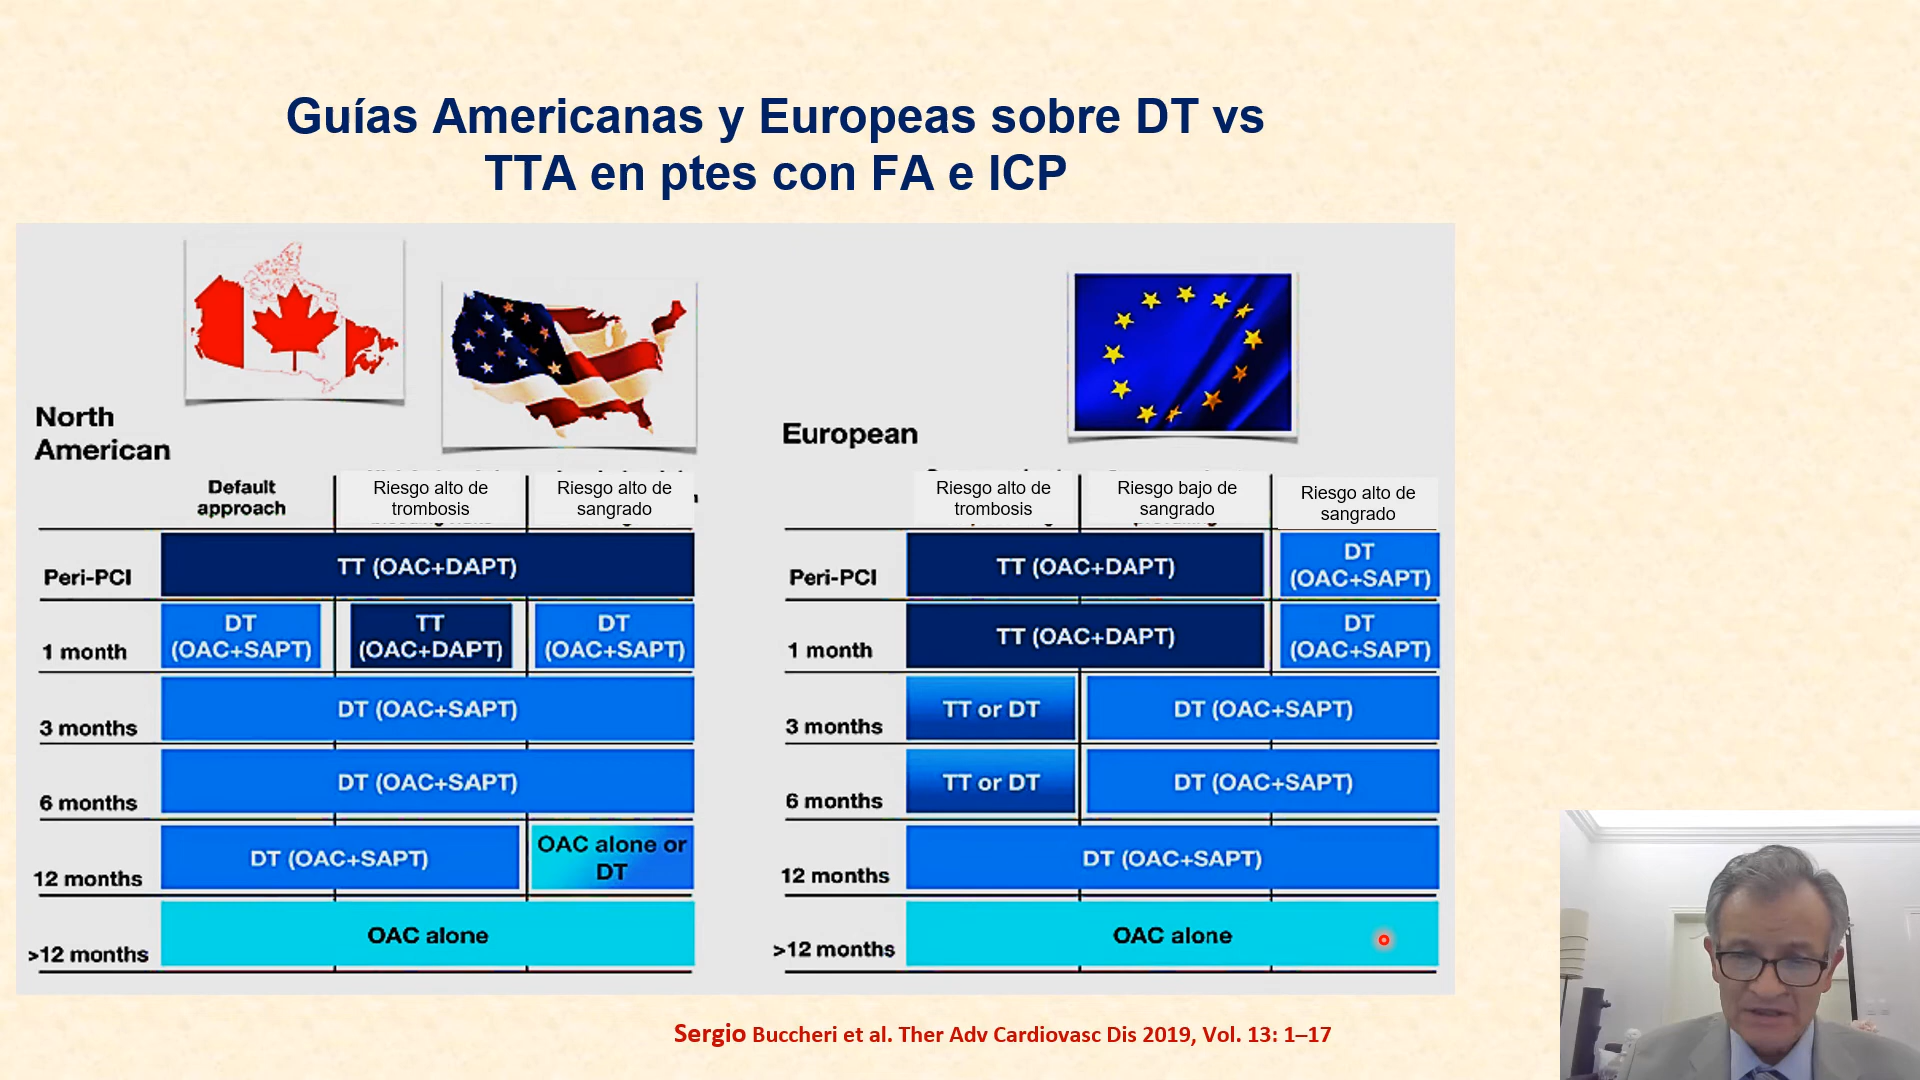 Guías Americanas y Europeas sobre DT vs
TTA en ptes con FA e ICP
North
American
Default
approach
Riesgo alto de
trombosis
Riesgo alto de
sangrado
Peri-PCI
TT (OAC+DAPT)
1 month
DT
(OAC+SAPT)
TT
(OAC+DAPT)
DT
(OAC+SAPT)
3 months
DT (OAC+SAPT)
6 months
DT (OAC+SAPT)
12 months
DT (OAC+SAPT)
OAC alone or
DT
>12 months
OAC alone
European
Riesgo alto de
trombosis
Riesgo bajo de
sangrado
Riesgo alto de
sangrado
Peri-PCI
TT (OAC+DAPT)
DT
(OAC+SAPT)
1 month
TT (OAC+DAPT)
DT
(OAC+SAPT)
3 months
TT or DT
DT (OAC+SAPT)
6 months
TT or DT
DT (OAC+SAPT)
12 months
DT (OAC+SAPT)
>12 months
OAC alone
Sergio Buccheri et al. Ther Adv Cardiovasc Dis 2019, Vol. 13: 1–17